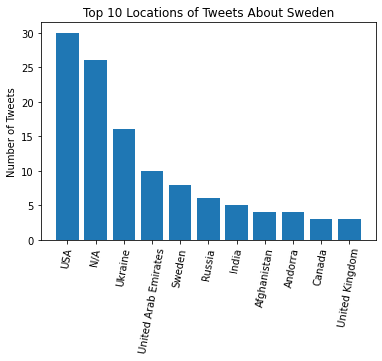 Top 10 Locations of Tweets About Sweden
Number of Tweets
30
25
20
15
10
5
0
USA
N/A
Ukraine
United Arab Emirates
Sweden
Russia
India
Afghanistan
Andorra
Canada
United Kingdom